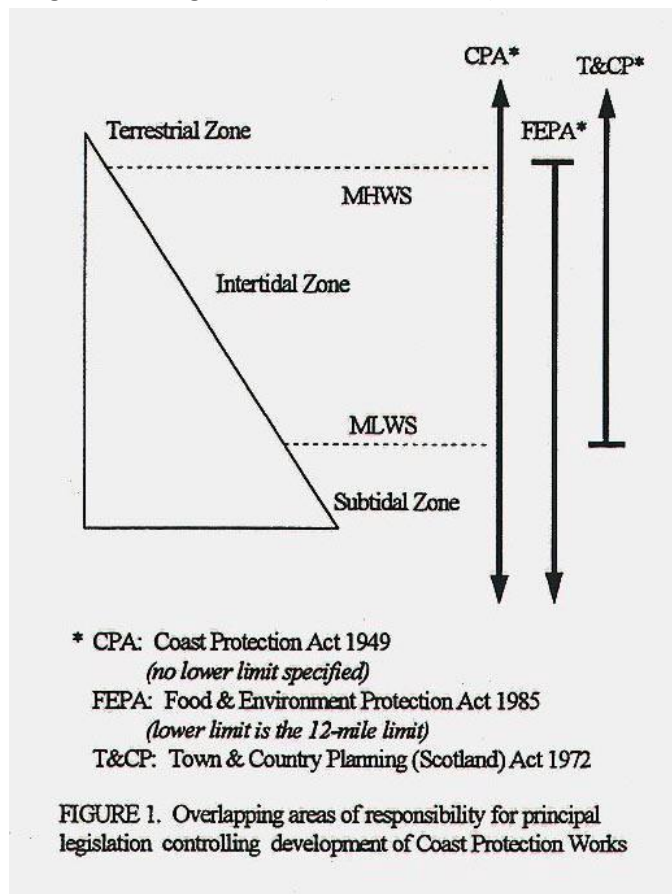 CPA*
T&CP*
Terrestrial Zone
FEPA*
MHWS
Intertidal Zone
MLWS
Subtidal Zone
* CPA: Coast Protection Act 1949
(no lower limit specified)
FEPA: Food & Environment Protection Act 1985
(lower limit is the 12-mile limit)
T&CP: Town & Country Planning (Scotland) Act 1972
FIGURE 1. Overlapping areas of responsibility for principal
legislation controlling development of Coast Protection Works